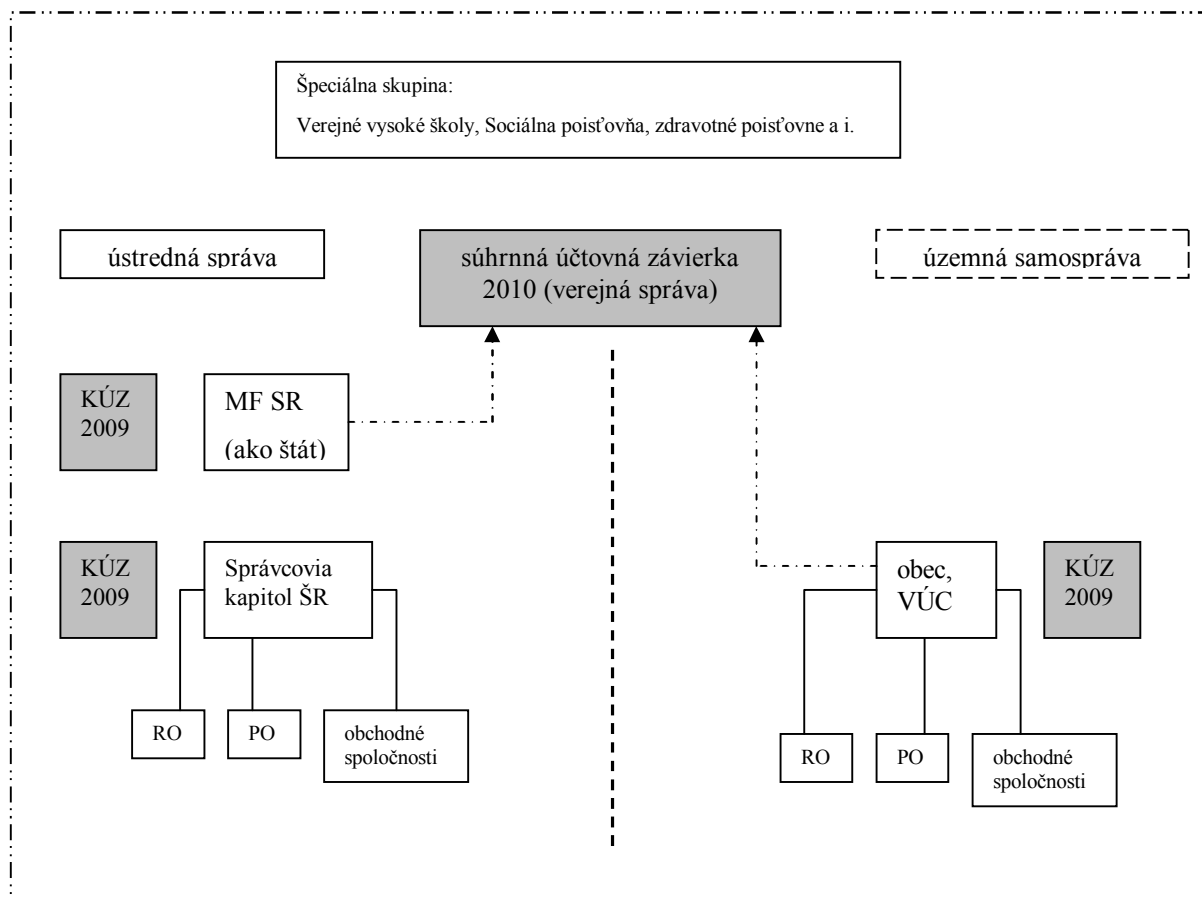 Špeciálna skupina:
Verejné vysoké školy, Sociálna poisťovňa, zdravotné poisťovne a i.
ústredná správa
súhrnná účtovná závierka
2010 (verejná správa)
územná samospráva
KÚZ
2009
MF SR
(ako štát)
KÚZ
2009
Správcovia
kapitol ŠR
obec,
VÚC
KÚZ
2009
RO
PO
obchodné
spoločnosti
RO
PO
obchodné
spoločnosti